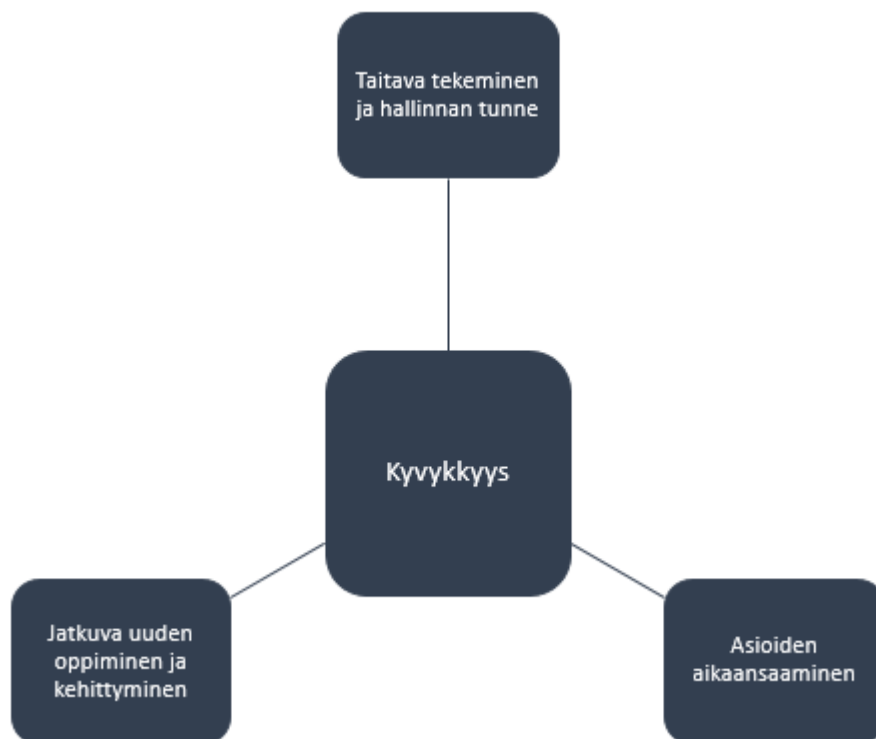 Taitava tekeminen
ja hallinnan tunne
Kyvykkyys
Jatkuva uuden
oppiminen ja
kehittyminen
Asioiden
aikaansaaminen